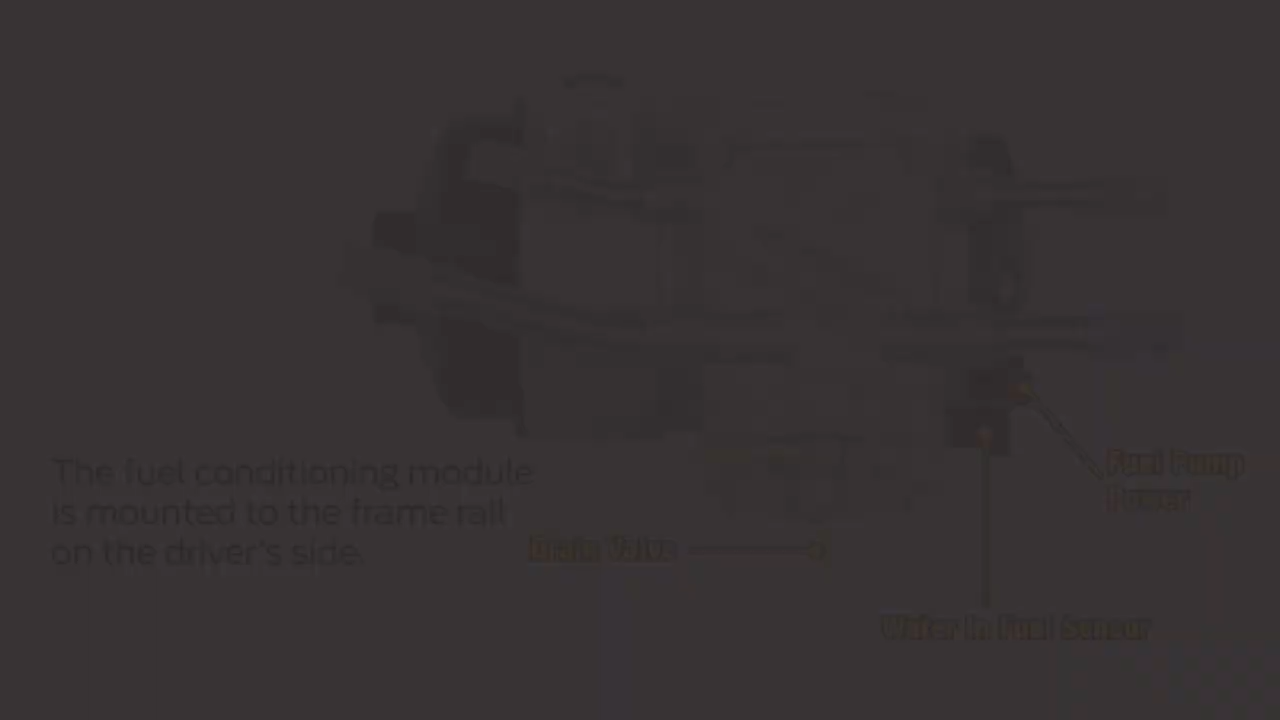 The fuel conditioning module
is mounted to the frame rail
on the driver's side.
Fuel Pump
Power
Drain Valve
Water In Fuel Sensor